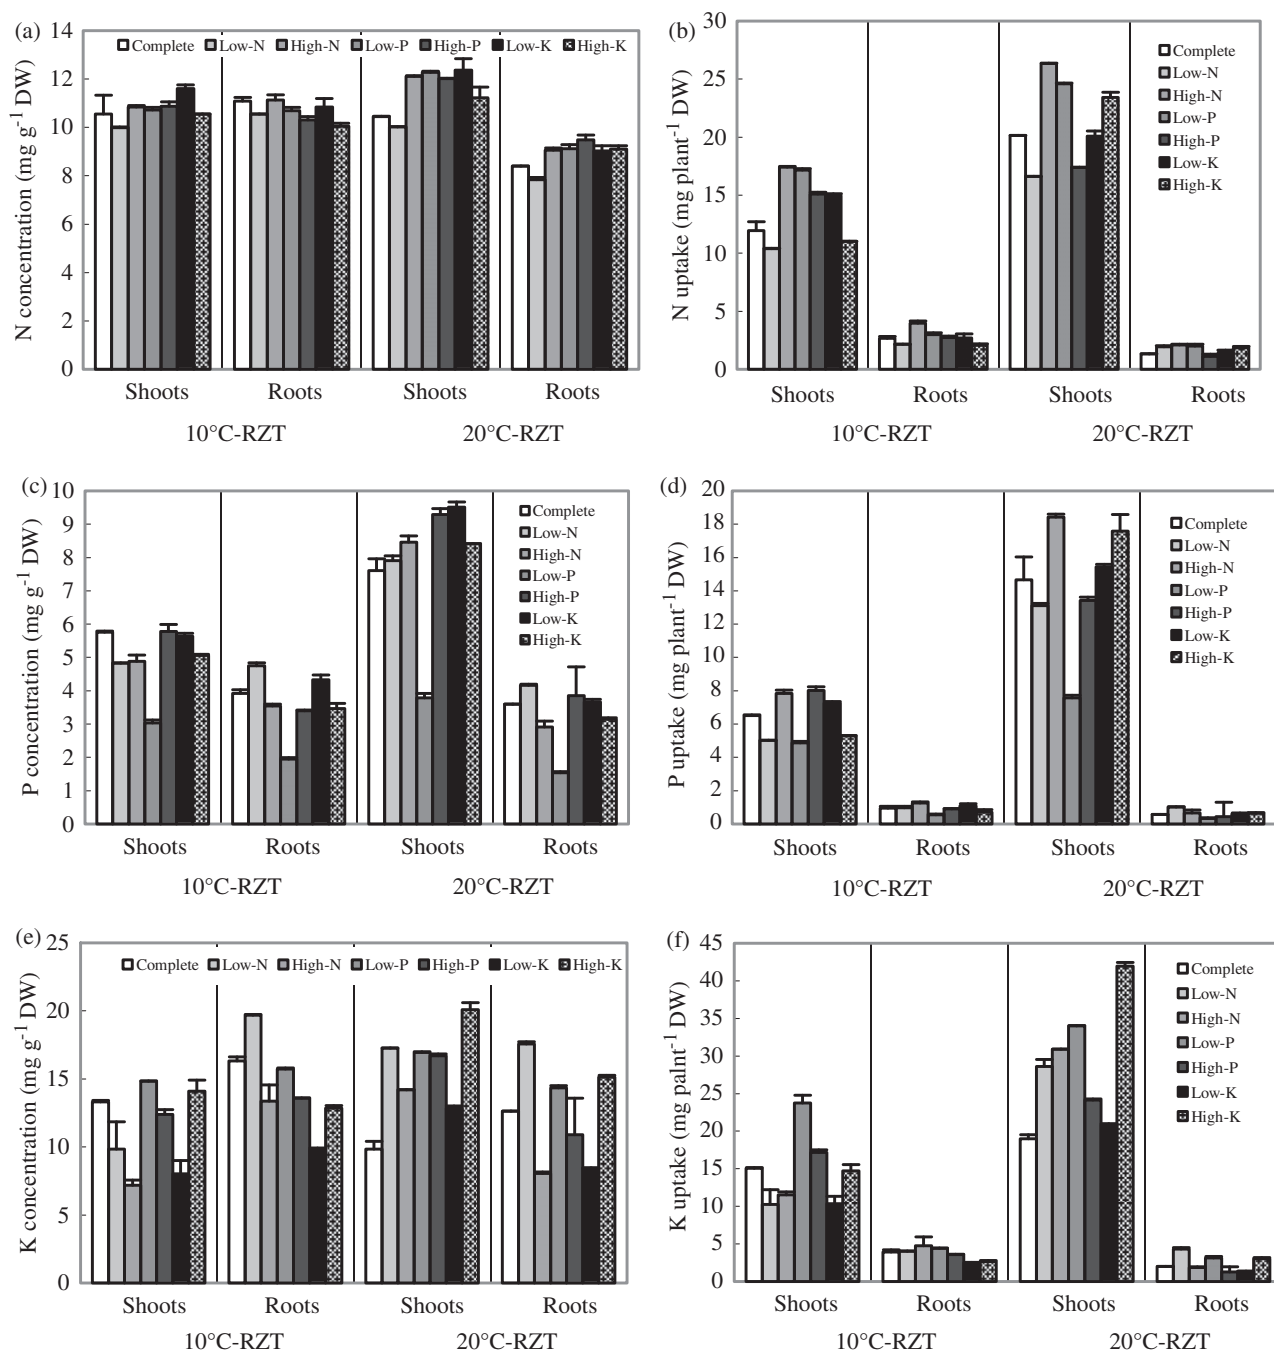 (a)
N concentration (mg g⁻¹ DW)
14
12
10
8
6
4
2
0
Complete Low-N High-N Low-P High-P Low-K High-K
Shoots Roots Shoots Roots
10°C-RZT 20°C-RZT
(b)
N uptake (mg plant⁻¹ DW)
30
25
20
15
10
5
0
Complete
Low-N
High-N
Low-P
High-P
Low-K
High-K
Shoots Roots Shoots Roots
10°C-RZT 20°C-RZT
(c)
P concentration (mg g⁻¹ DW)
10
9
8
7
6
5
4
3
2
1
0
Complete
Low-N
High-N
Low-P
High-P
Low-K
High-K
Shoots Roots Shoots Roots
10°C-RZT 20°C-RZT
(d)
P uptake (mg plant⁻¹ DW)
20
18
16
14
12
10
8
6
4
2
0
Complete
Low-N
High-N
Low-P
High-P
Low-K
High-K
Shoots Roots Shoots Roots
10°C-RZT 20°C-RZT
(e)
K concentration (mg g⁻¹ DW)
25
20
15
10
5
0
Complete Low-N High-N Low-P High-P Low-K High-K
Shoots Roots Shoots Roots
10°C-RZT 20°C-RZT
(f)
K uptake (mg palnt⁻¹ DW)
45
40
35
30
25
20
15
10
5
0
Complete
Low-N
High-N
Low-P
High-P
Low-K
High-K
Shoots Roots Shoots Roots
10°C-RZT 20°C-RZT